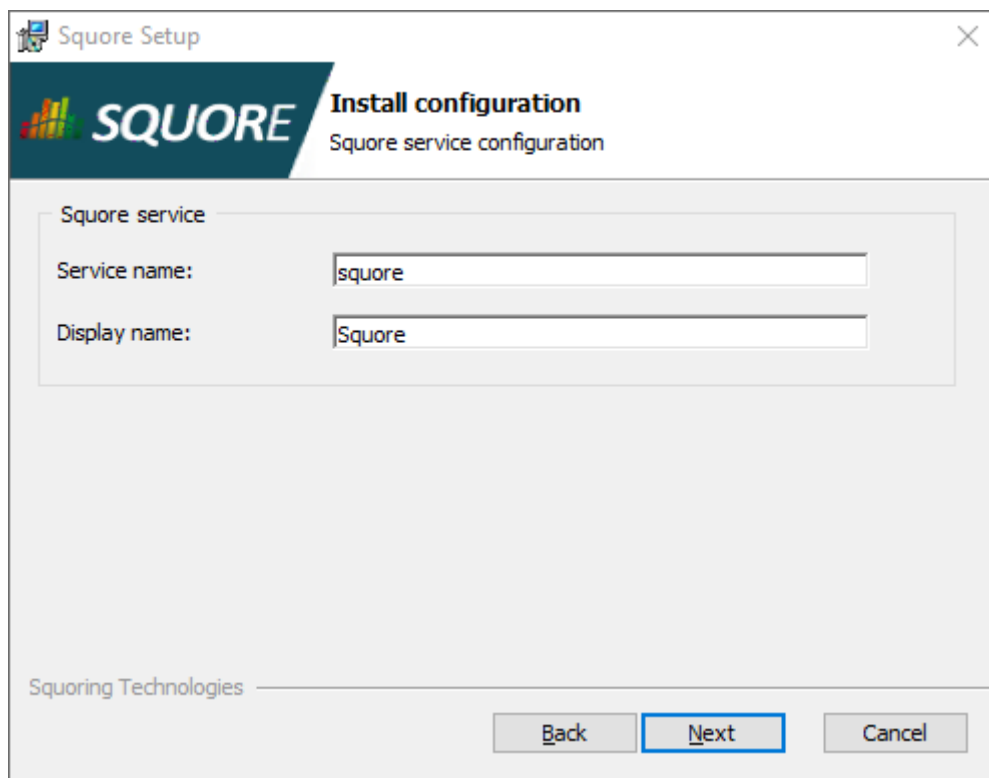 Squore Setup
SQUORE
Install configuration
Squore service configuration
Squore service
Service name:
squore
Display name:
Squore
Squoring Technologies
Back
Next
Cancel